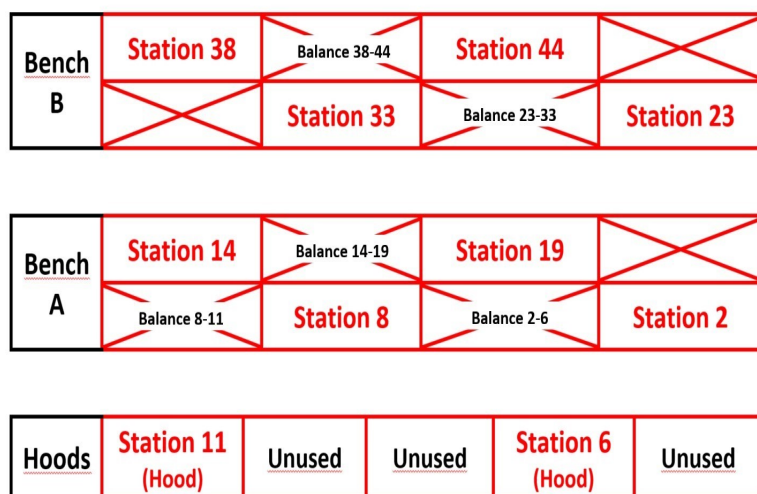 Bench
B
Station 38
Balance 38-44
Station 44
Station 33
Balance 23-33
Station 23
Bench
A
Station 14
Balance 14-19
Station 19
Balance 8-11
Station 8
Balance 2-6
Station 2
Hoods
Station 11
(Hood)
Unused
Unused
Station 6
(Hood)
Unused